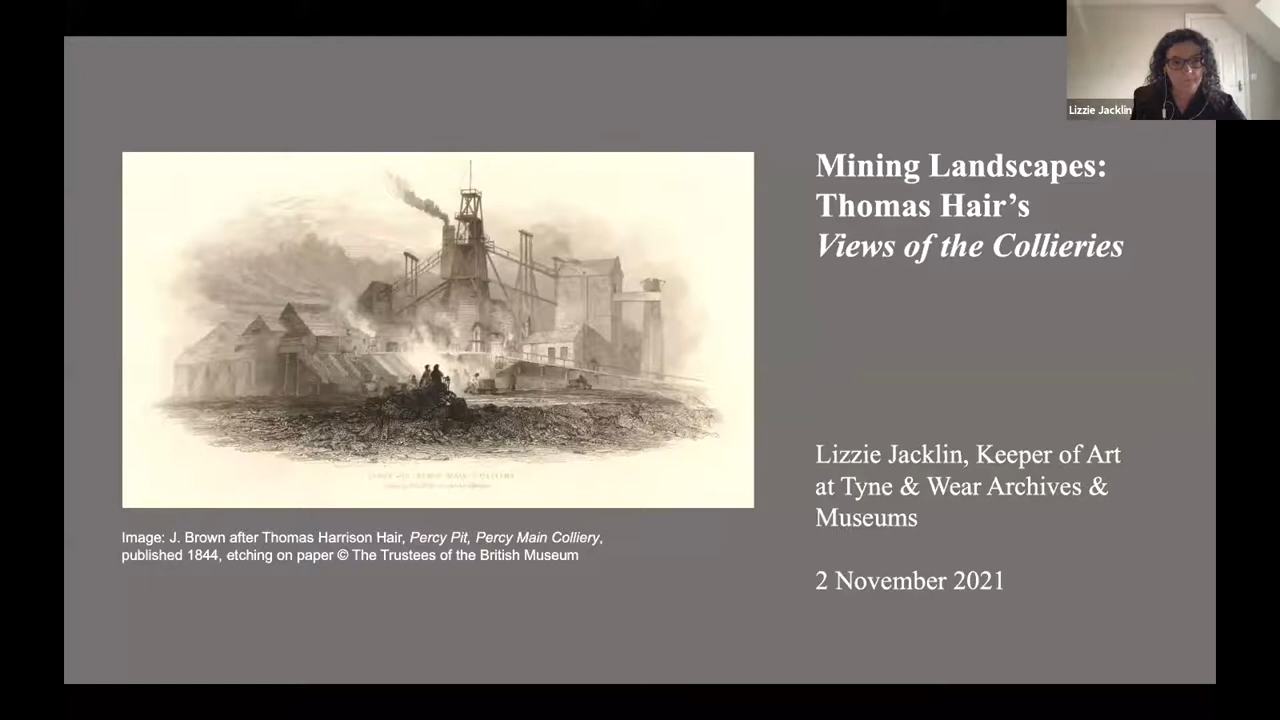 Lizzie Jacklin
Mining Landscapes:
Thomas Hair’s
Views of the Collieries
Lizzie Jacklin, Keeper of Art
at Tyne & Wear Archives &
Museums
2 November 2021
Image: J. Brown after Thomas Harrison Hair, Percy Pit, Percy Main Colliery,
published 1844, etching on paper © The Trustees of the British Museum